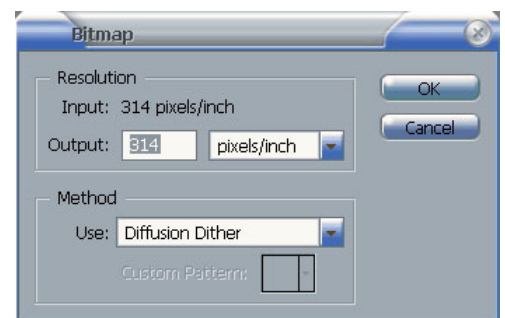 Bitmap
Resolution
Input: 314 pixels/inch
Output: 314 pixels/inch
OK
Cancel
Method
Use: Diffusion Dither
Custom Pattern: